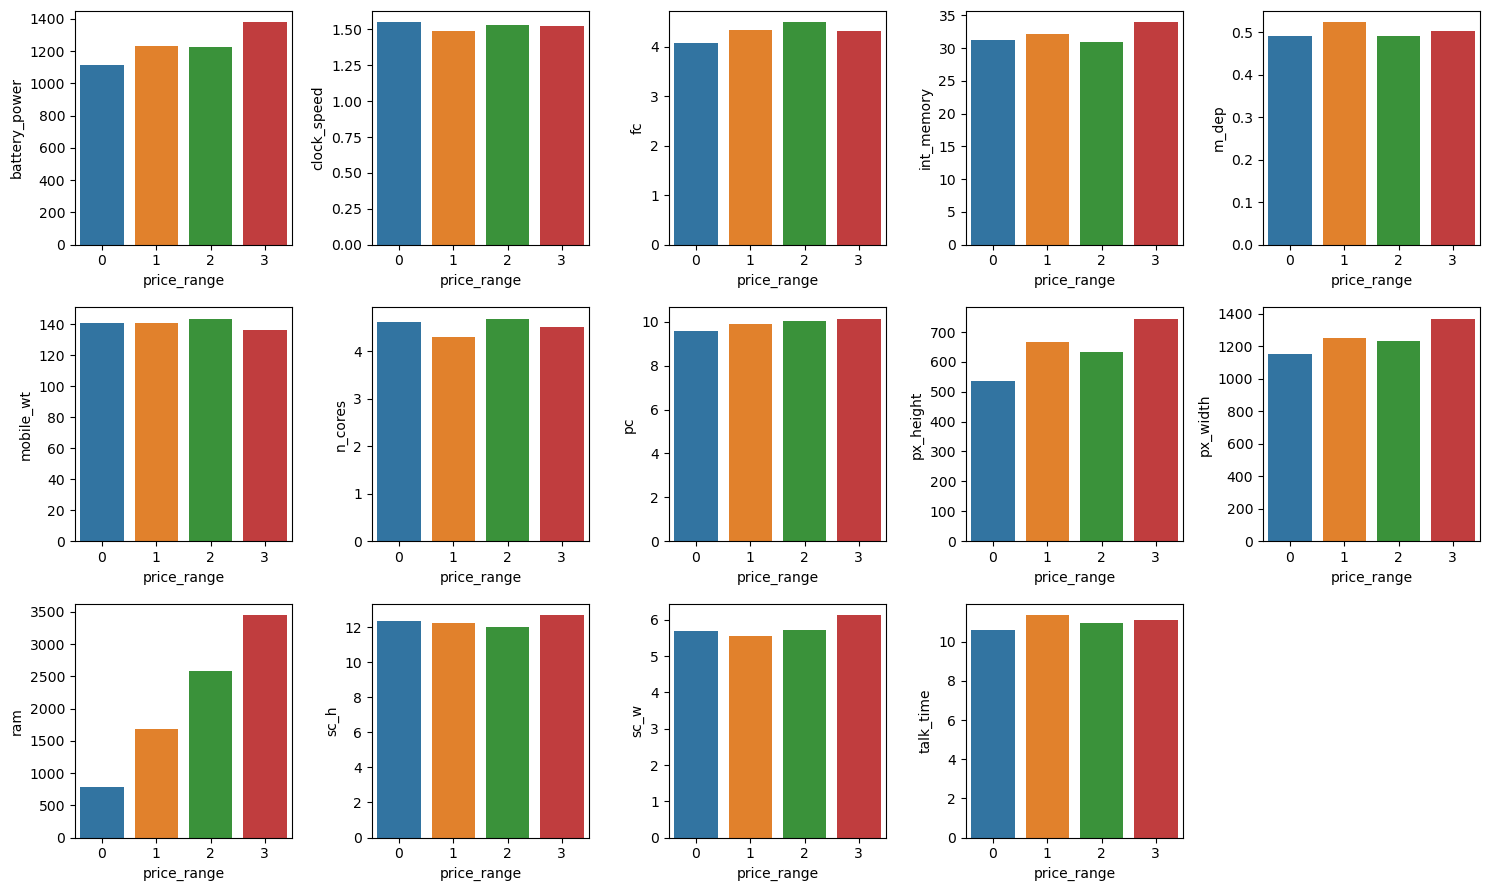 battery_power
1400
1200
1000
800
600
400
200
0
0 1 2 3
price_range
clock_speed
1.50
1.25
1.00
0.75
0.50
0.25
0.00
0 1 2 3
price_range
fc
4
3
2
1
0
0 1 2 3
price_range
int_memory
35
30
25
20
15
10
5
0
0 1 2 3
price_range
m_dep
0.5
0.4
0.3
0.2
0.1
0.0
0 1 2 3
price_range
mobile_wt
140
120
100
80
60
40
20
0
0 1 2 3
price_range
n_cores
4
3
2
1
0
0 1 2 3
price_range
pc
10
8
6
4
2
0
0 1 2 3
price_range
px_height
700
600
500
400
300
200
100
0
0 1 2 3
price_range
px_width
1400
1200
1000
800
600
400
200
0
0 1 2 3
price_range
ram
3500
3000
2500
2000
1500
1000
500
0
0 1 2 3
price_range
sc_h
12
10
8
6
4
2
0
0 1 2 3
price_range
sc_w
6
5
4
3
2
1
0
0 1 2 3
price_range
talk_time
10
8
6
4
2
0
0 1 2 3
price_range